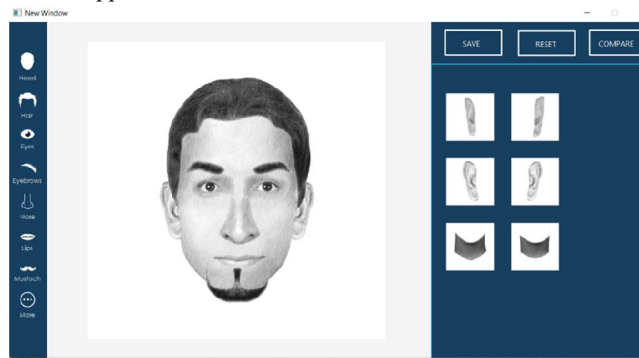 New Window
SAVE
RESET
COMPARE
Head
Hair
Eyes
Eyebrows
Nose
Lips
Mustach
More